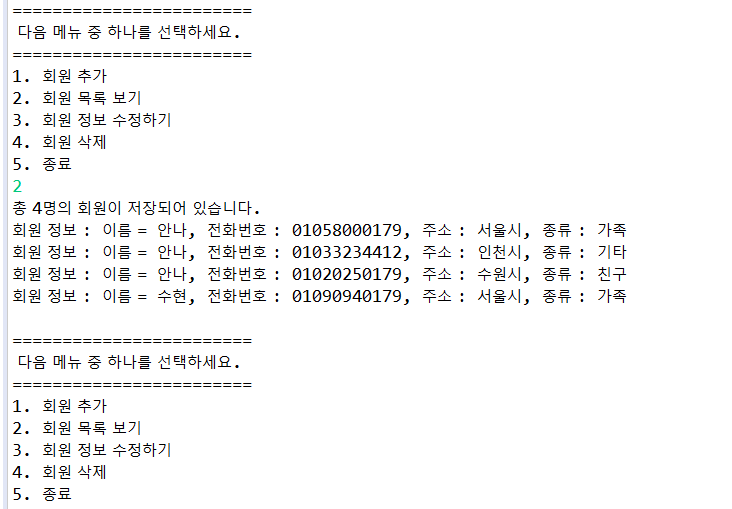 ========================
다음 메뉴 중 하나를 선택하세요.
========================
1. 회원 추가
2. 회원 목록 보기
3. 회원 정보 수정하기
4. 회원 삭제
5. 종료
2
총 4명의 회원이 저장되어 있습니다.
회원 정보 : 이름 = 안나, 전화번호 : 01058000179, 주소 : 서울시, 종류 : 가족
회원 정보 : 이름 = 안나, 전화번호 : 01033234412, 주소 : 인천시, 종류 : 기타
회원 정보 : 이름 = 안나, 전화번호 : 01020250179, 주소 : 수원시, 종류 : 친구
회원 정보 : 이름 = 수현, 전화번호 : 01090940179, 주소 : 서울시, 종류 : 가족
========================
다음 메뉴 중 하나를 선택하세요.
========================
1. 회원 추가
2. 회원 목록 보기
3. 회원 정보 수정하기
4. 회원 삭제
5. 종료